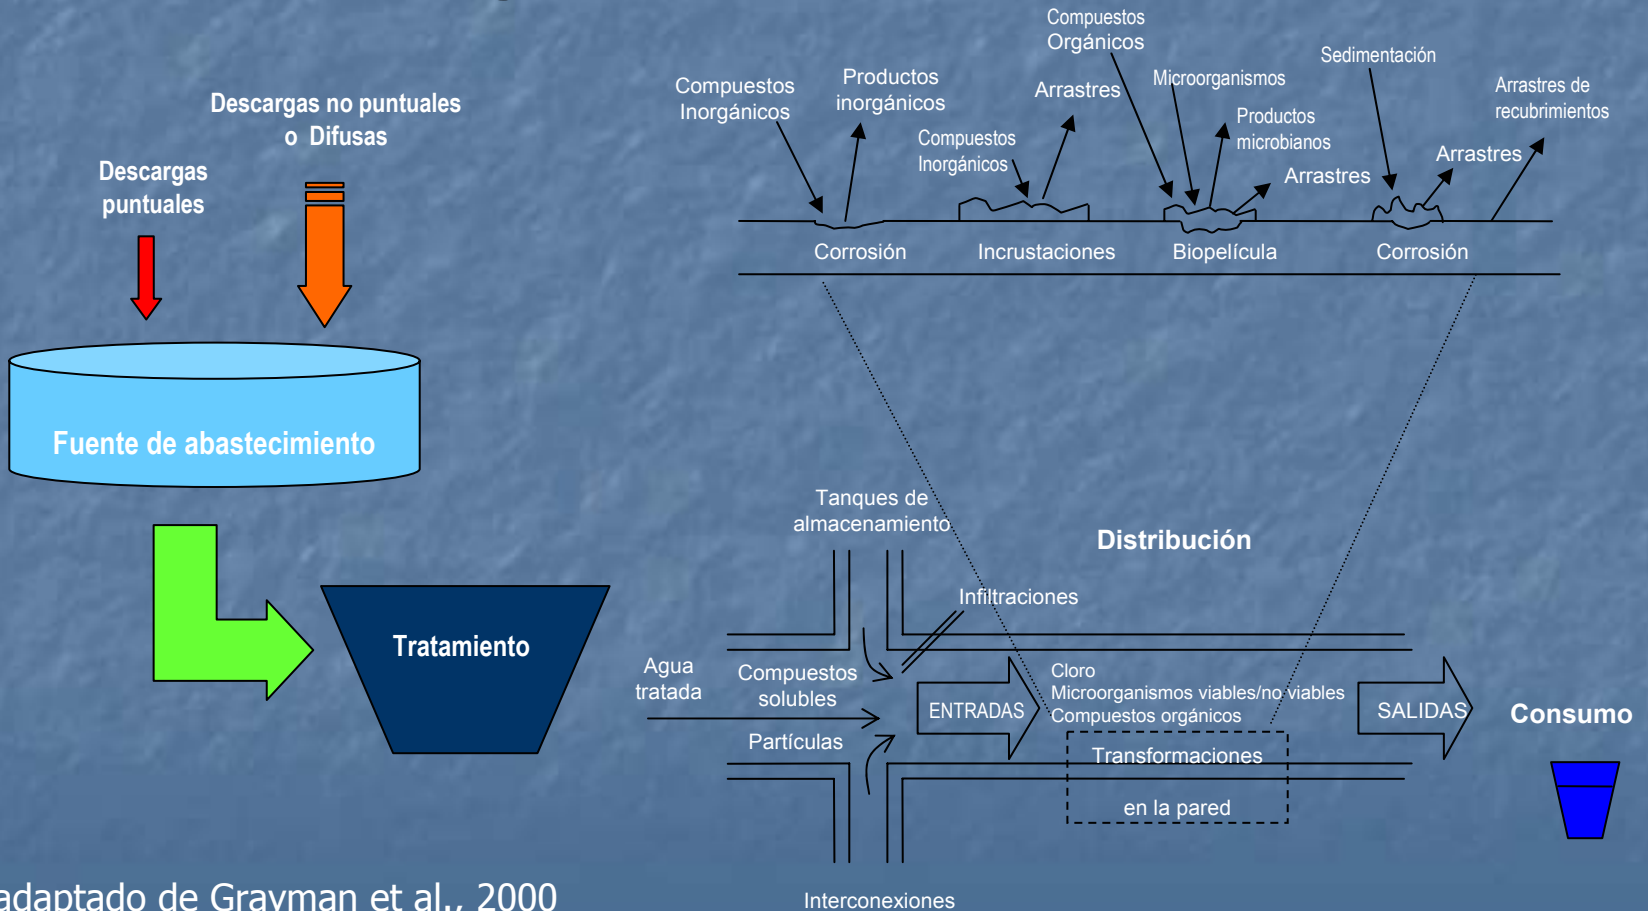 Descargas no puntuales
o Difusas
Descargas
puntuales
Fuente de abastecimiento
Tratamiento
Compuestos
Inorgánicos
Productos
inorgánicos
Compuestos
Inorgánicos
Arrastres
Compuestos
Orgánicos
Microorganismos
Productos
microbianos
Arrastres
Sedimentación
Arrastres
Arrastres de
recubrimientos
Corrosión
Incrustaciones
Biopelícula
Corrosión
Tanques de
almacenamiento
Distribución
Infiltraciones
Agua
tratada
Compuestos
solubles
Partículas
ENTRADAS
Cloro
Microorganismos viables/no viables
Compuestos orgánicos
Transformaciones
en la pared
SALIDAS
Consumo
Interconexiones
adaptado de Grayman et al., 2000